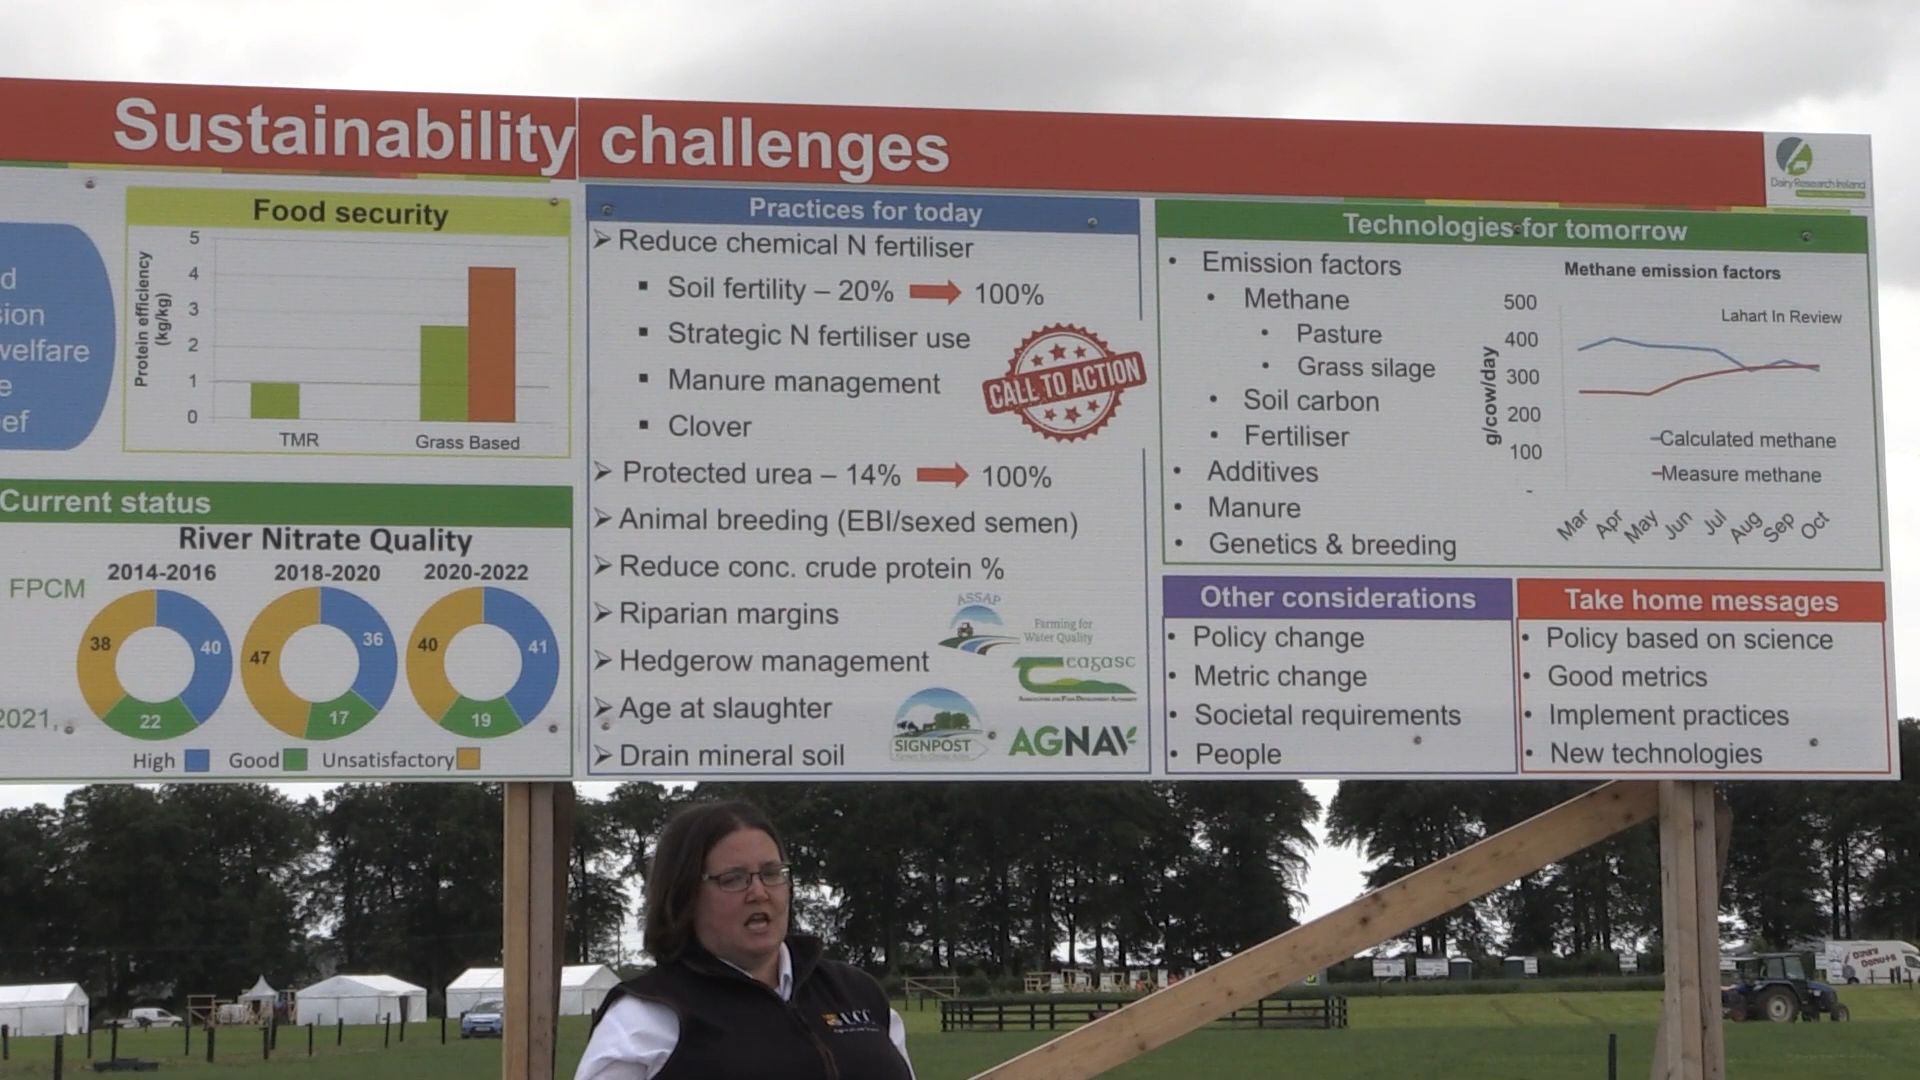 Sustainability challenges
Dairy Research Ireland
d
sion
welfare
e
ef
Food security
Protein efficiency
(kg/kg)
5
4
3
2
1
0
TMR
Grass Based
Current status
River Nitrate Quality
2014-2016
2018-2020
2020-2022
FPCM
2021,
38
40
22
47
36
17
40
41
19
High
Good
Unsatisfactory
Practices for today
Reduce chemical N fertiliser
Soil fertility – 20%
100%
Strategic N fertiliser use
Manure management
Clover
CALL TO ACTION
Protected urea – 14%
100%
Animal breeding (EBI/sexed semen)
Reduce conc. crude protein %
Riparian margins
Hedgerow management
Age at slaughter
Drain mineral soil
ASSAP
Farming for
Water Quality
eagasc
AGRICULTURE AND FOOD DEVELOPMENT AUTHORITY
SIGNPOST
AGNAV
Technologies for tomorrow
• Emission factors
• Methane
• Pasture
• Grass silage
• Soil carbon
• Fertiliser
• Additives
• Manure
• Genetics & breeding
Methane emission factors
Lahart In Review
g/cow/day
500
400
300
200
100
-
Calculated methane
Measure methane
Mar
Apr
May
Jun
Jul
Aug
Sep
Oct
Other considerations
• Policy change
• Metric change
• Societal requirements
• People
Take home messages
• Policy based on science
• Good metrics
• Implement practices
• New technologies
UCC